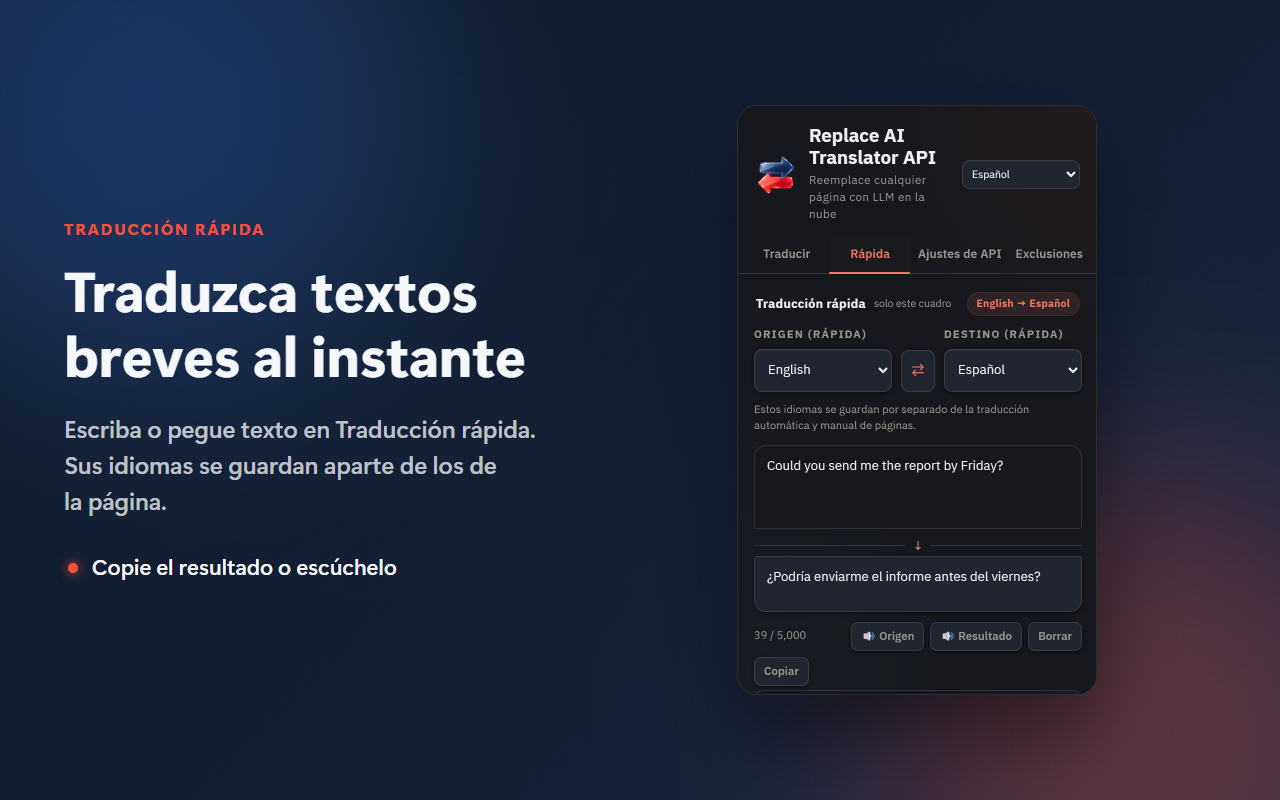 TRADUCCIÓN RÁPIDA
Traduzca textos
breves al instante
Escriba o pegue texto en Traducción rápida.
Sus idiomas se guardan aparte de los de
la página.
Copie el resultado o escúchelo
Replace AI
Translator API
Reemplace cualquier
página con LLM en la
nube
Español
Traducir Rápida Ajustes de API Exclusiones
Traducción rápida solo este cuadro English → Español
ORIGEN (RÁPIDA) DESTINO (RÁPIDA)
English ⇄ Español
Estos idiomas se guardan por separado de la traducción
automática y manual de páginas.
Could you send me the report by Friday?
↓
¿Podría enviarme el informe antes del viernes?
39 / 5,000 🔊 Origen 🔊 Resultado Borrar
Copiar